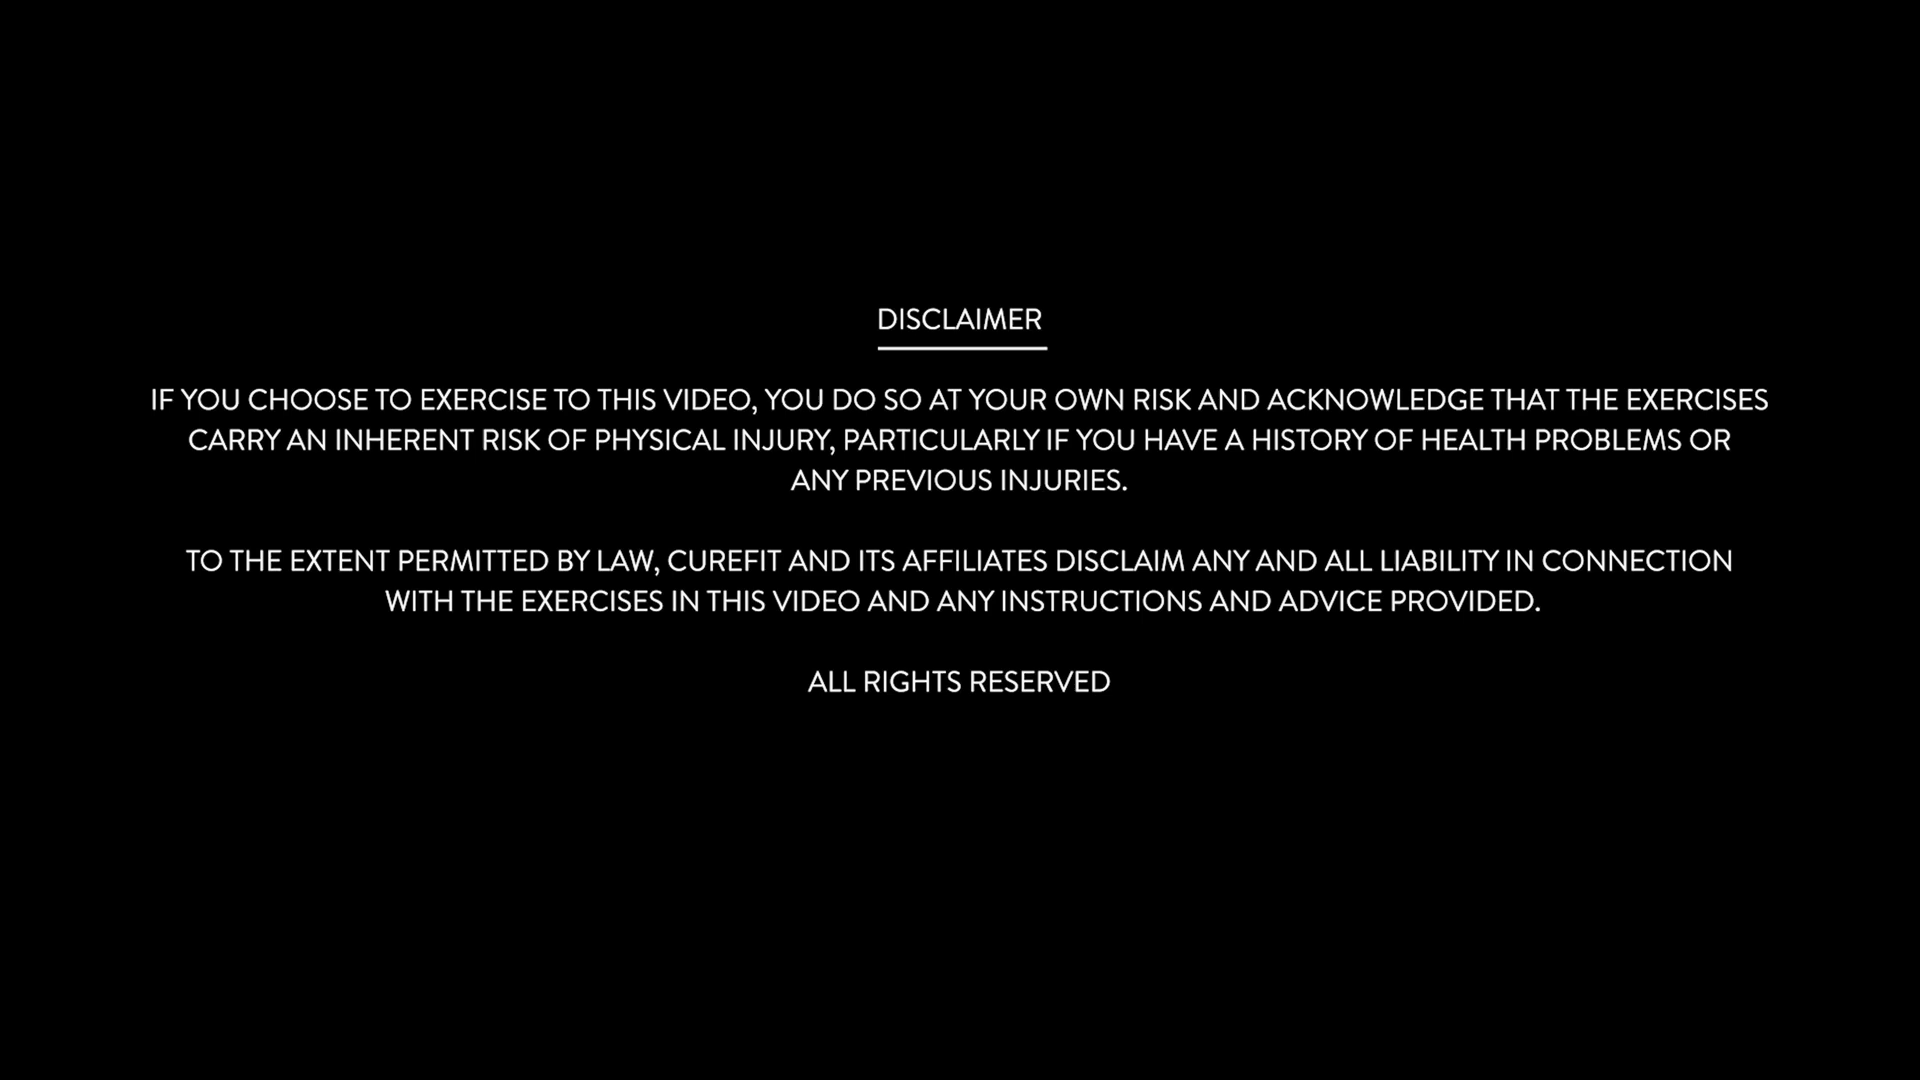 DISCLAIMER
IF YOU CHOOSE TO EXERCISE TO THIS VIDEO, YOU DO SO AT YOUR OWN RISK AND ACKNOWLEDGE THAT THE EXERCISES
CARRY AN INHERENT RISK OF PHYSICAL INJURY, PARTICULARLY IF YOU HAVE A HISTORY OF HEALTH PROBLEMS OR
ANY PREVIOUS INJURIES.
TO THE EXTENT PERMITTED BY LAW, CUREFIT AND ITS AFFILIATES DISCLAIM ANY AND ALL LIABILITY IN CONNECTION
WITH THE EXERCISES IN THIS VIDEO AND ANY INSTRUCTIONS AND ADVICE PROVIDED.
ALL RIGHTS RESERVED